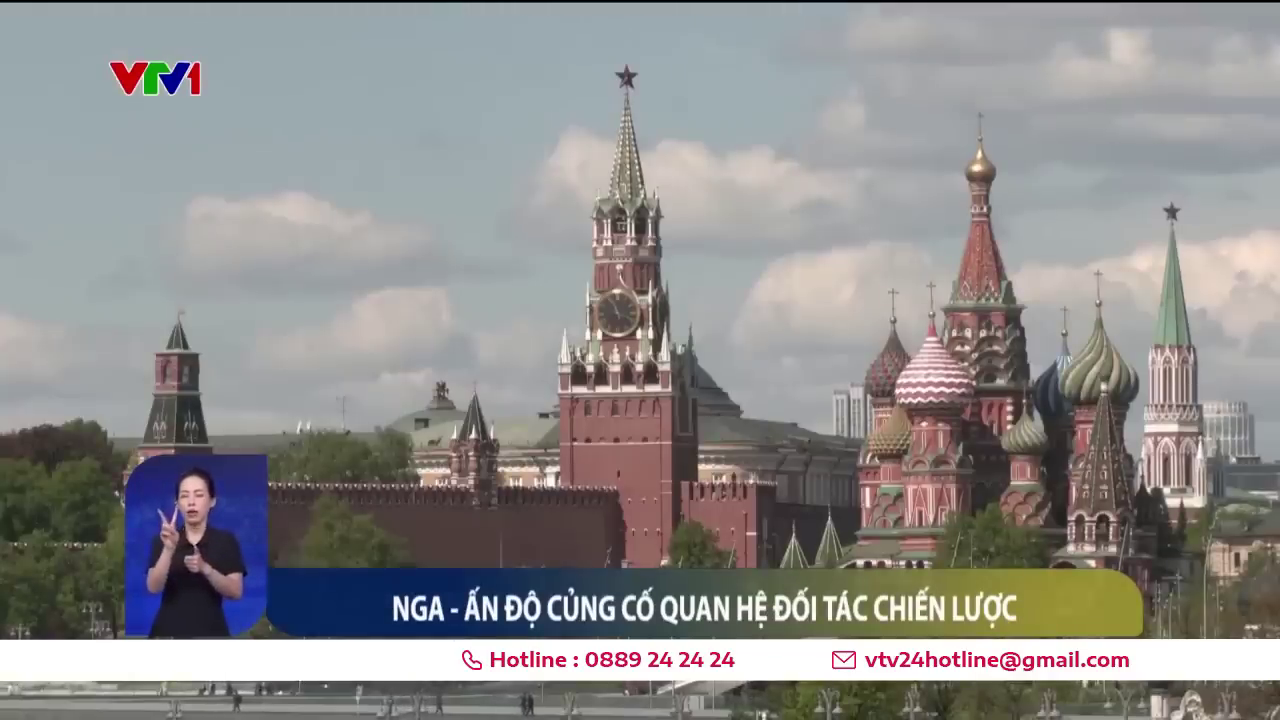 VTV1
NGA - ẤN ĐỘ CỦNG CỐ QUAN HỆ ĐỐI TÁC CHIẾN LƯỢC
Hotline : 0889 24 24 24
vtv24hotline@gmail.com